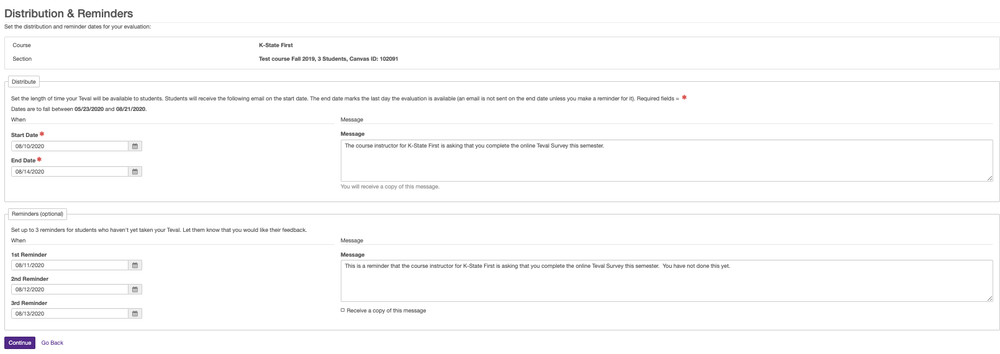 Distribution & Reminders
Set the distribution and reminder dates for your evaluation:
Course K-State First
Section Test course Fall 2019, 3 Students, Canvas ID: 102091
Distribute
Set the length of time your Teval will be available to students. Students will receive the following email on the start date. The end date marks the last day the evaluation is available (an email is not sent on the end date unless you make a reminder for it). Required fields = *
Dates are to fall between 05/23/2020 and 08/21/2020.
When
Start Date *
08/10/2020
End Date *
08/14/2020
Message
Message
The course instructor for K-State First is asking that you complete the online Teval Survey this semester.
You will receive a copy of this message.
Reminders (optional)
Set up to 3 reminders for students who haven't yet taken your Teval. Let them know that you would like their feedback.
When
1st Reminder
08/11/2020
2nd Reminder
08/12/2020
3rd Reminder
08/13/2020
Message
Message
This is a reminder that the course instructor for K-State First is asking that you complete the online Teval Survey this semester.  You have not done this yet.
Receive a copy of this message
Continue Go Back